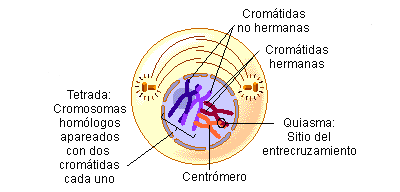 Cromátidas
no hermanas
Cromátidas
hermanas
Tetrada:
Cromosomas
homólogos
apareados
con dos
cromátidas
cada uno
Quiasma:
Sitio del
entrecruzamiento
Centrómero